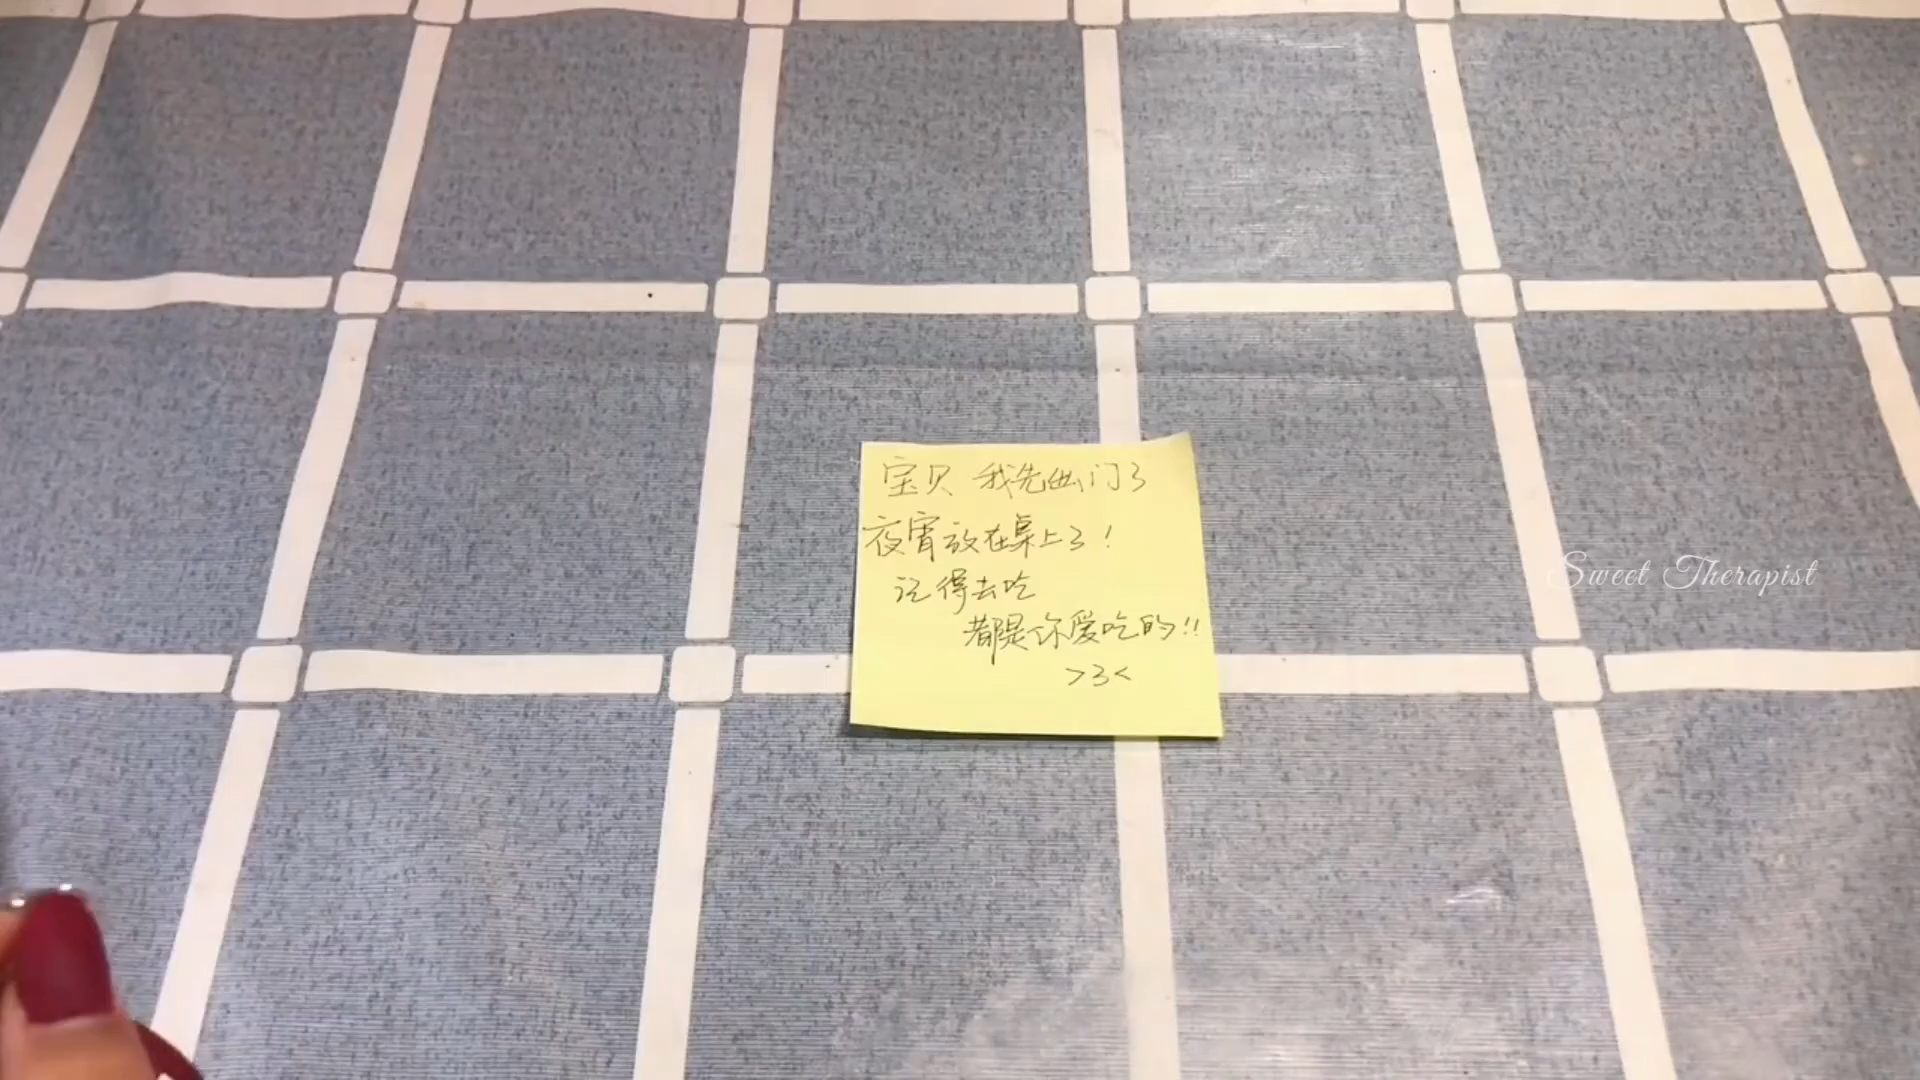 宝贝 我先出门了
夜宵放在桌上了！
记得去吃
都是你爱吃的!!
>3<
Sweet Therapist